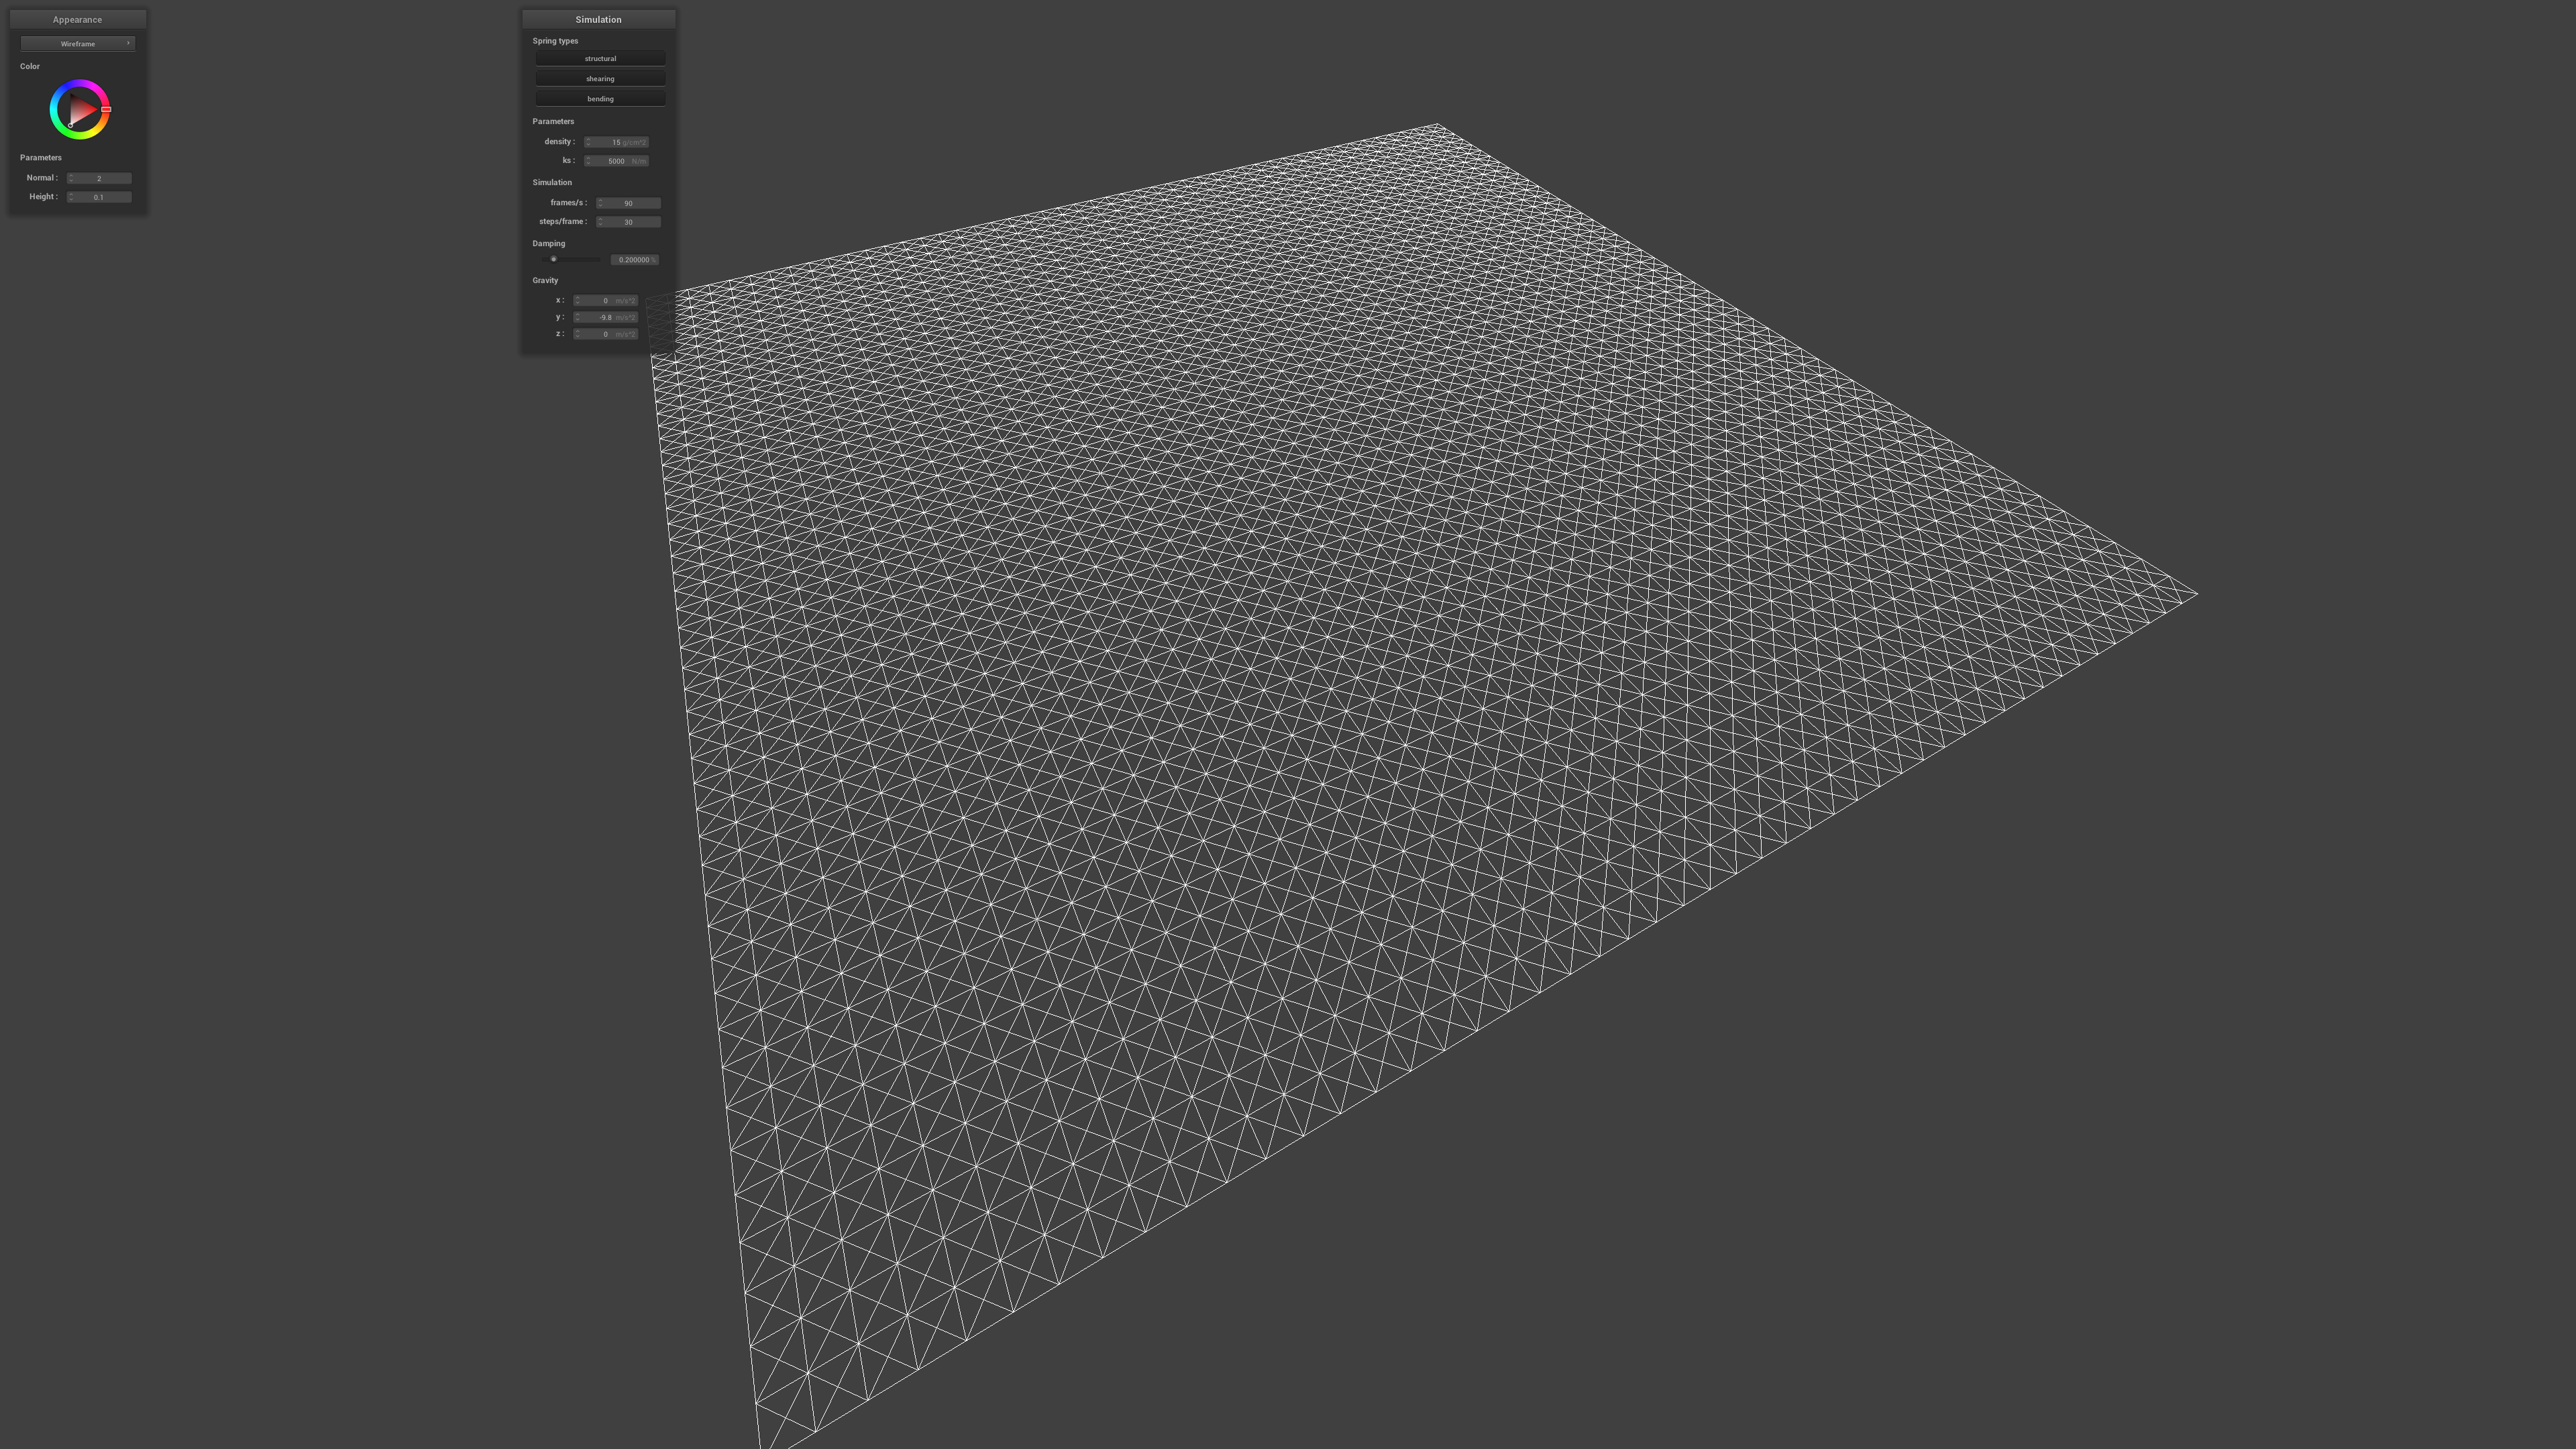 Appearance
Wireframe
Color
Parameters
Normal : 2
Height : 0.1
Simulation
Spring types
structural
shearing
bending
Parameters
density : 15 g/cm^2
ks : 5000 N/m
Simulation
frames/s : 90
steps/frame : 30
Damping
0.200000 %
Gravity
x : 0 m/s^2
y : -9.8 m/s^2
z : 0 m/s^2